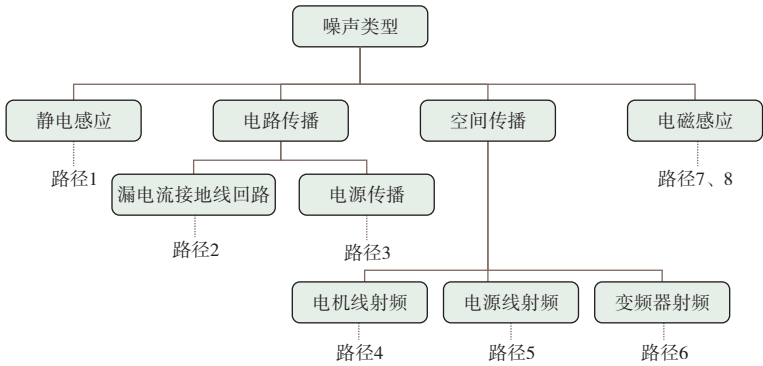 噪声类型
静电感应
电路传播
空间传播
电磁感应
路径1
漏电流接地线回路
电源传播
路径7、8
路径2
路径3
电机线射频
电源线射频
变频器射频
路径4
路径5
路径6